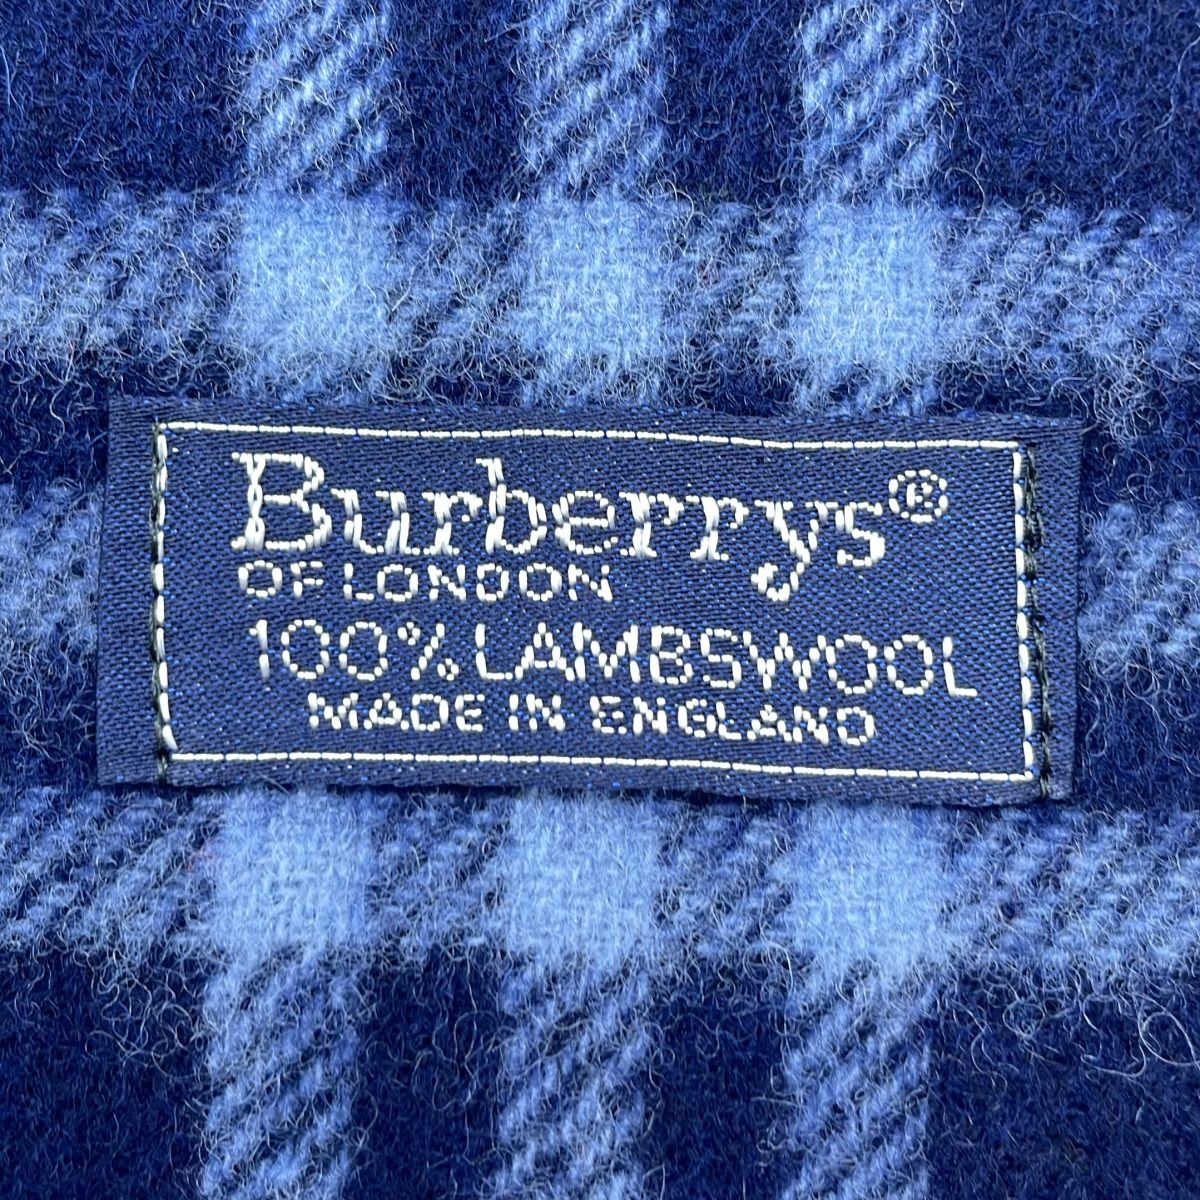 Burberrys®
OF LONDON
100% LAMBSWOOL
MADE IN ENGLAND